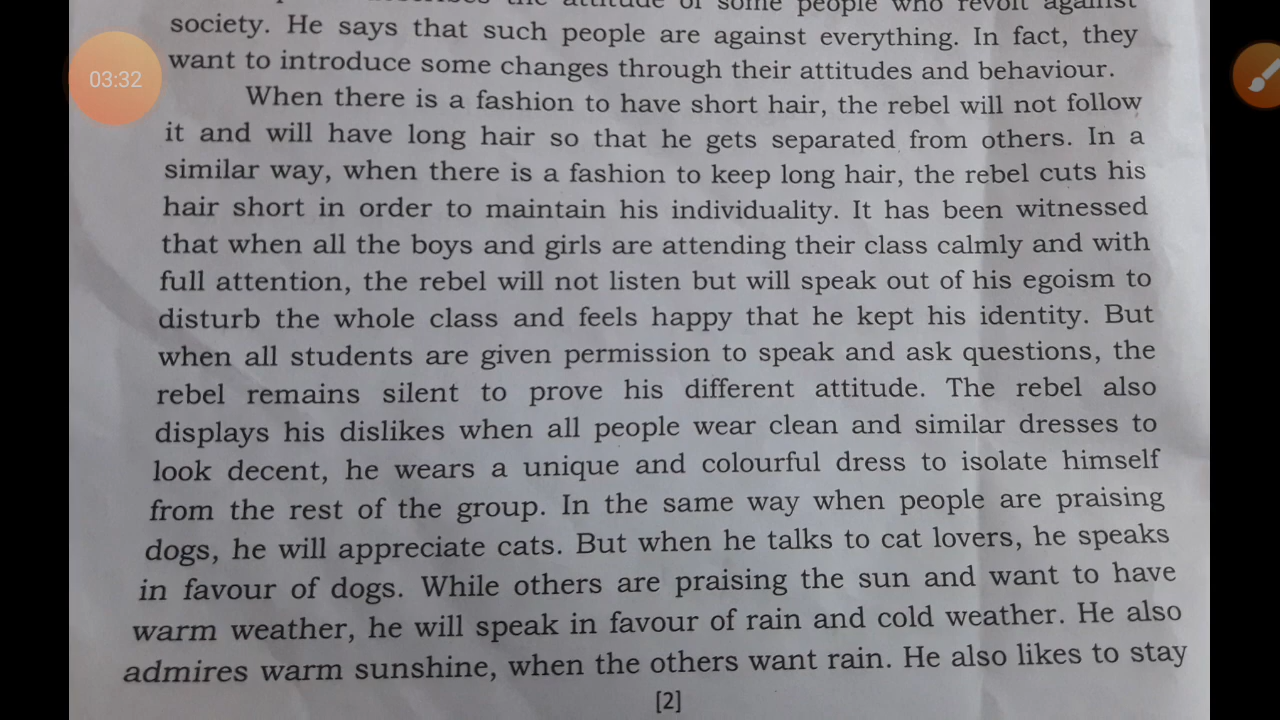 the attitude of some people who revolt against
society. He says that such people are against everything. In fact, they
want to introduce some changes through their attitudes and behaviour.
03:32
When there is a fashion to have short hair, the rebel will not follow
it and will have long hair so that he gets separated from others. In a
similar way, when there is a fashion to keep long hair, the rebel cuts his
hair short in order to maintain his individuality. It has been witnessed
that when all the boys and girls are attending their class calmly and with
full attention, the rebel will not listen but will speak out of his egoism to
disturb the whole class and feels happy that he kept his identity. But
when all students are given permission to speak and ask questions, the
rebel remains silent to prove his different attitude. The rebel also
displays his dislikes when all people wear clean and similar dresses to
look decent, he wears a unique and colourful dress to isolate himself
from the rest of the group. In the same way when people are praising
dogs, he will appreciate cats. But when he talks to cat lovers, he speaks
in favour of dogs. While others are praising the sun and want to have
warm weather, he will speak in favour of rain and cold weather. He also
admires warm sunshine, when the others want rain. He also likes to stay
[2]